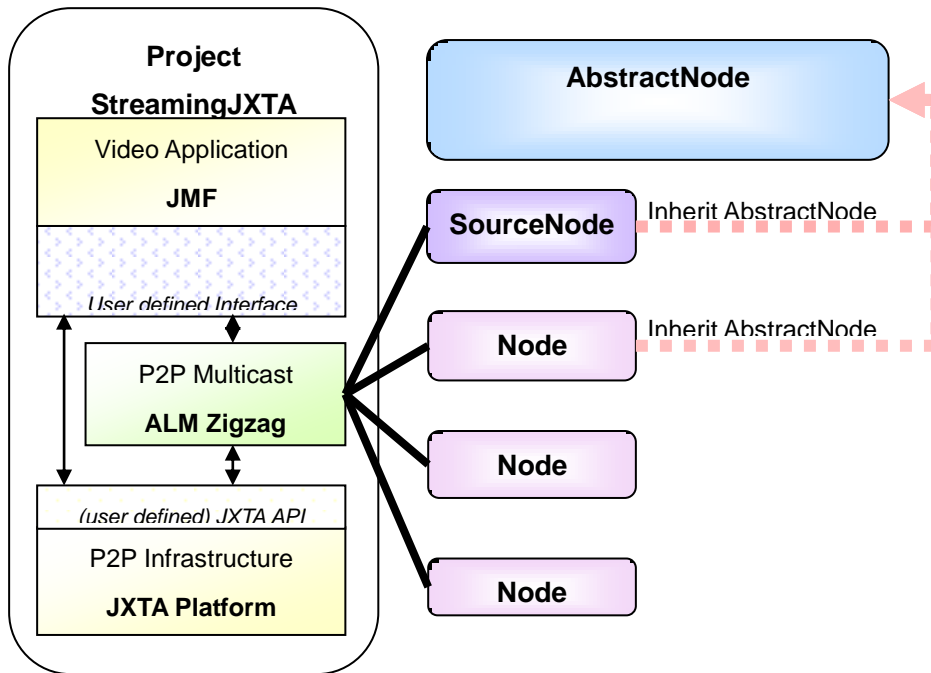 Project
StreamingJXTA
Video Application
JMF
User defined Interface
P2P Multicast
ALM Zigzag
(user defined) JXTA API
P2P Infrastructure
JXTA Platform
AbstractNode
SourceNode
Inherit AbstractNode
Node
Inherit AbstractNode
Node
Node